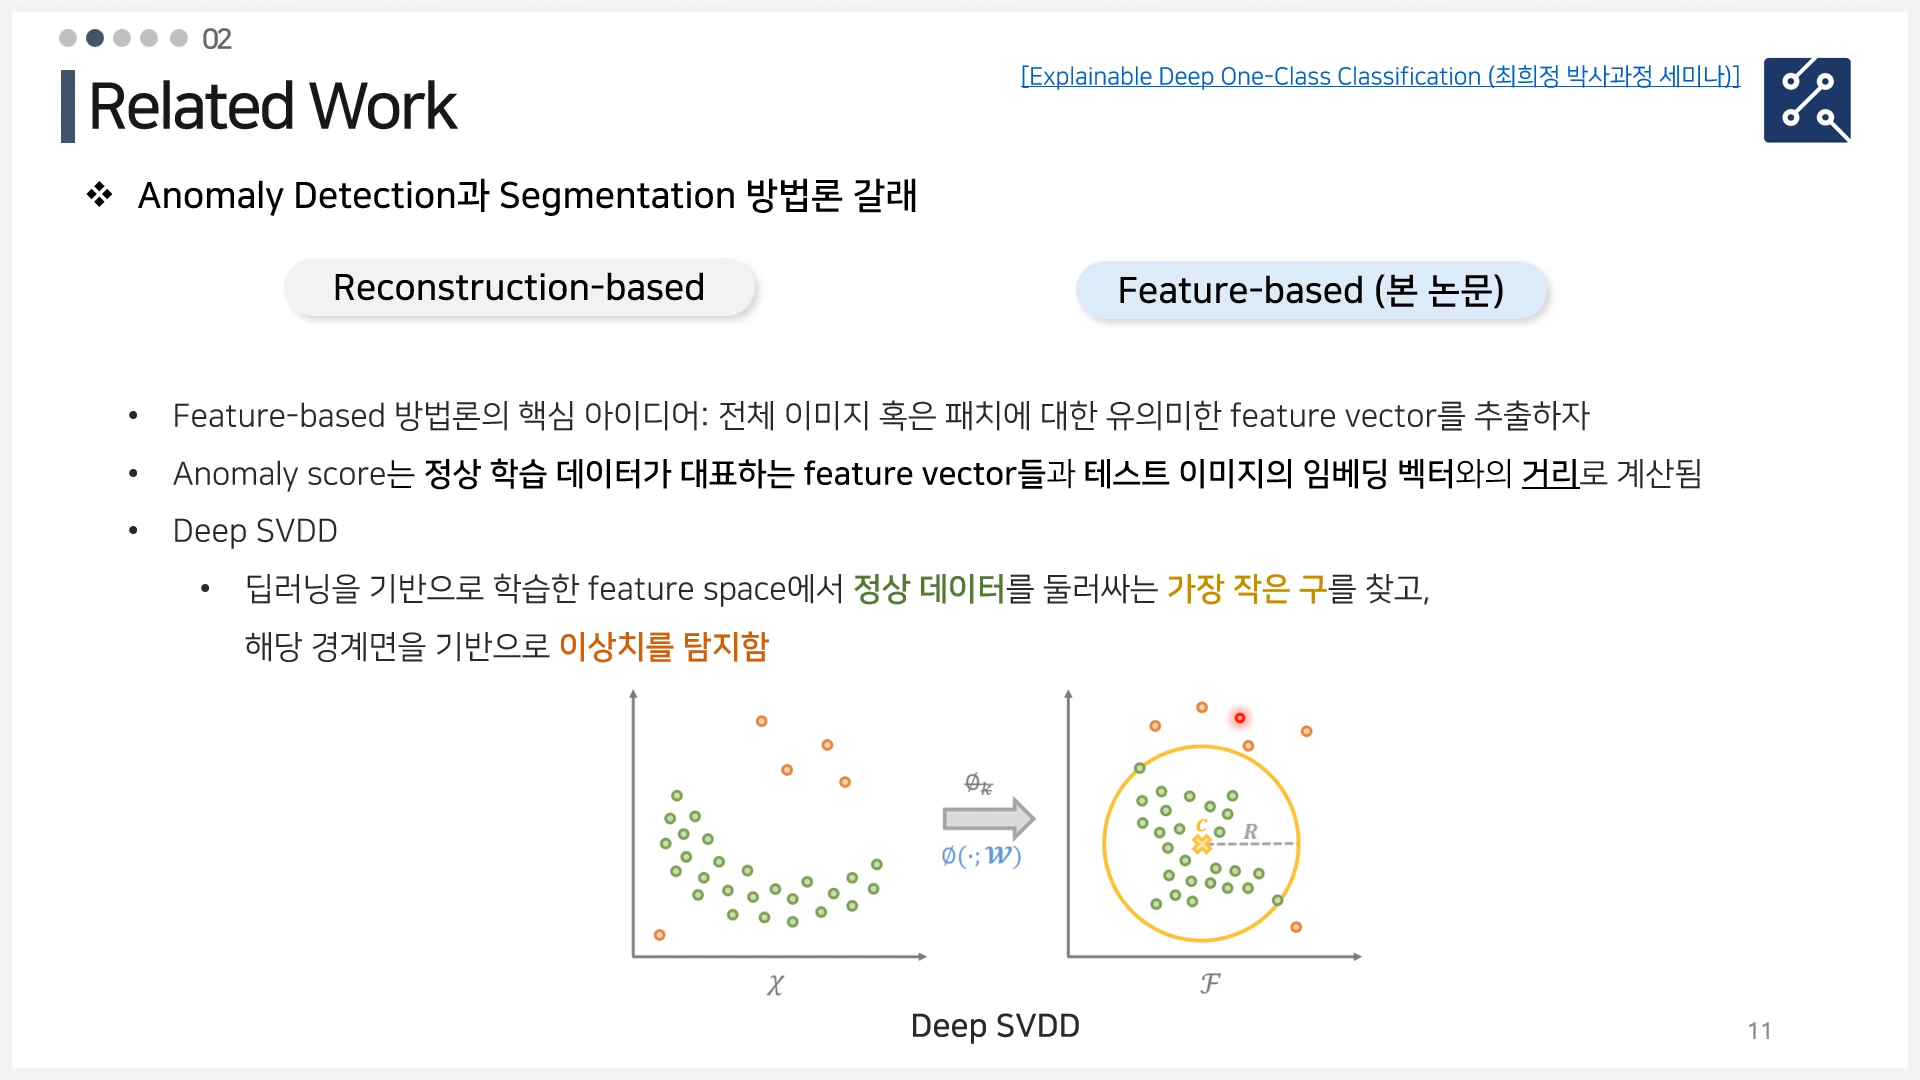 02
Related Work
[Explainable Deep One-Class Classification (최희정 박사과정 세미나)]
❖ Anomaly Detection과 Segmentation 방법론 갈래
Reconstruction-based
Feature-based (본 논문)
• Feature-based 방법론의 핵심 아이디어: 전체 이미지 혹은 패치에 대한 유의미한 feature vector를 추출하자
• Anomaly score는 정상 학습 데이터가 대표하는 feature vector들과 테스트 이미지의 임베딩 벡터와의 거리로 계산됨
• Deep SVDD
• 딥러닝을 기반으로 학습한 feature space에서 정상 데이터를 둘러싸는 가장 작은 구를 찾고,
해당 경계면을 기반으로 이상치를 탐지함
∅k
∅(·; 𝒲)
c
R
χ
ℱ
Deep SVDD
11